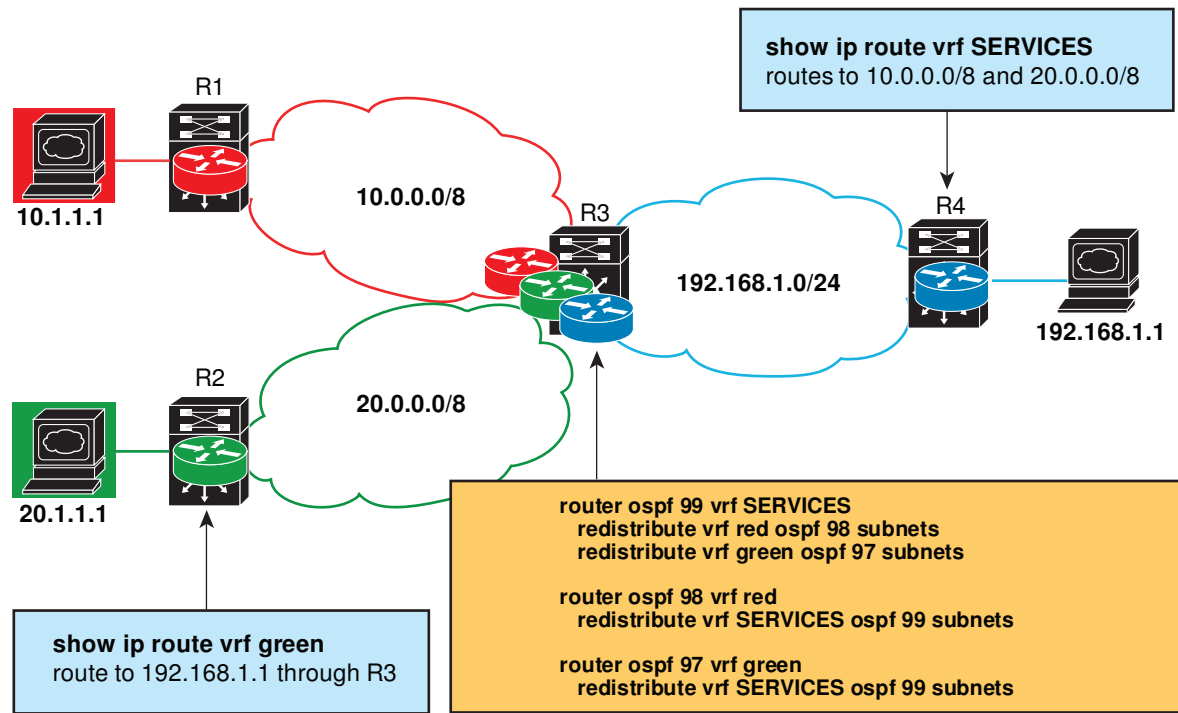 show ip route vrf SERVICES
routes to 10.0.0.0/8 and 20.0.0.0/8
R1
10.1.1.1
10.0.0.0/8
R3
R4
192.168.1.0/24
192.168.1.1
R2
20.0.0.0/8
20.1.1.1
router ospf 99 vrf SERVICES
redistribute vrf red ospf 98 subnets
redistribute vrf green ospf 97 subnets
router ospf 98 vrf red
redistribute vrf SERVICES ospf 99 subnets
router ospf 97 vrf green
redistribute vrf SERVICES ospf 99 subnets
show ip route vrf green
route to 192.168.1.1 through R3